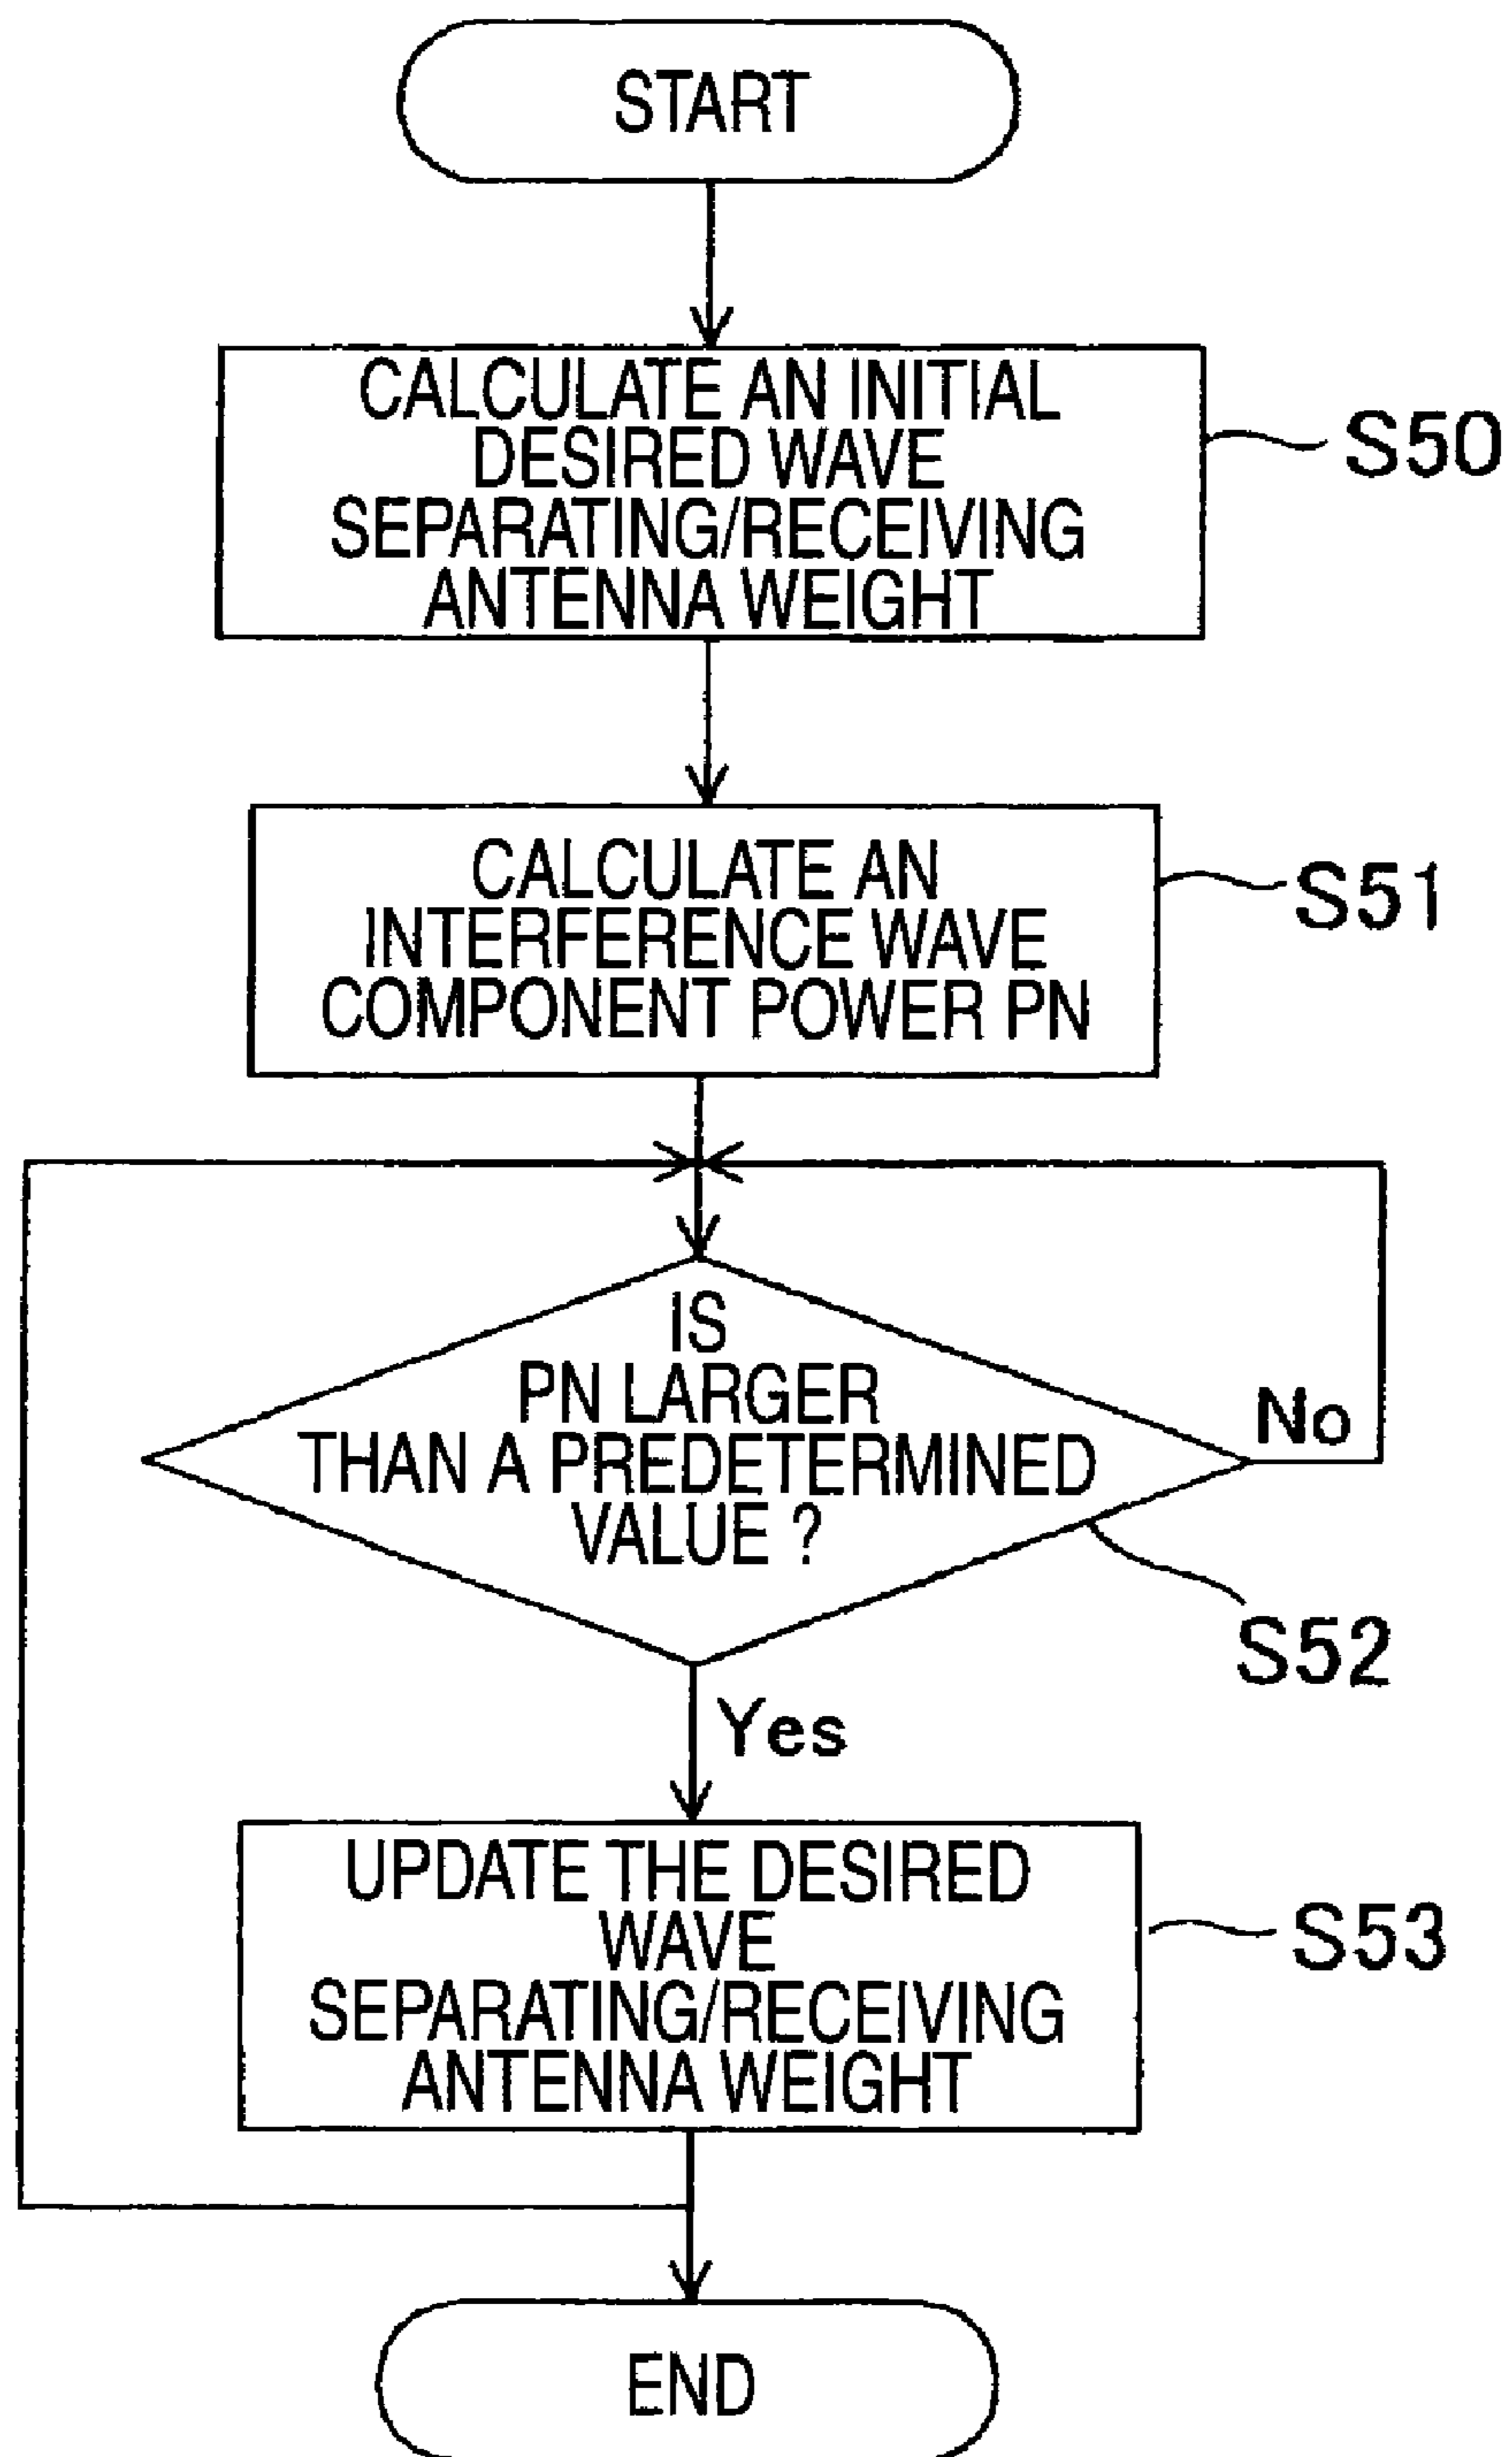 START
CALCULATE AN INITIAL
DESIRED WAVE
SEPARATING/RECEIVING
ANTENNA WEIGHT
S50
CALCULATE AN
INTERFERENCE WAVE
COMPONENT POWER PN
S51
IS
PN LARGER
THAN A PREDETERMINED
VALUE ?
No
S52
Yes
UPDATE THE DESIRED
WAVE
SEPARATING/RECEIVING
ANTENNA WEIGHT
S53
END